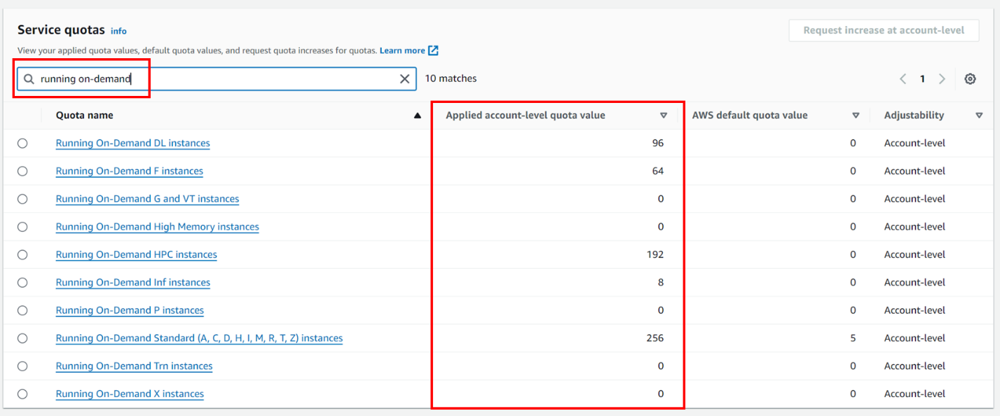 Service quotas info
Request increase at account-level
View your applied quota values, default quota values, and request quota increases for quotas. Learn more
running on-demand
10 matches
1
Quota name Applied account-level quota value AWS default quota value Adjustability
Running On-Demand DL instances 96 0 Account-level
Running On-Demand F instances 64 0 Account-level
Running On-Demand G and VT instances 0 0 Account-level
Running On-Demand High Memory instances 0 0 Account-level
Running On-Demand HPC instances 192 0 Account-level
Running On-Demand Inf instances 8 0 Account-level
Running On-Demand P instances 0 0 Account-level
Running On-Demand Standard (A, C, D, H, I, M, R, T, Z) instances 256 5 Account-level
Running On-Demand Trn instances 0 0 Account-level
Running On-Demand X instances 0 0 Account-level